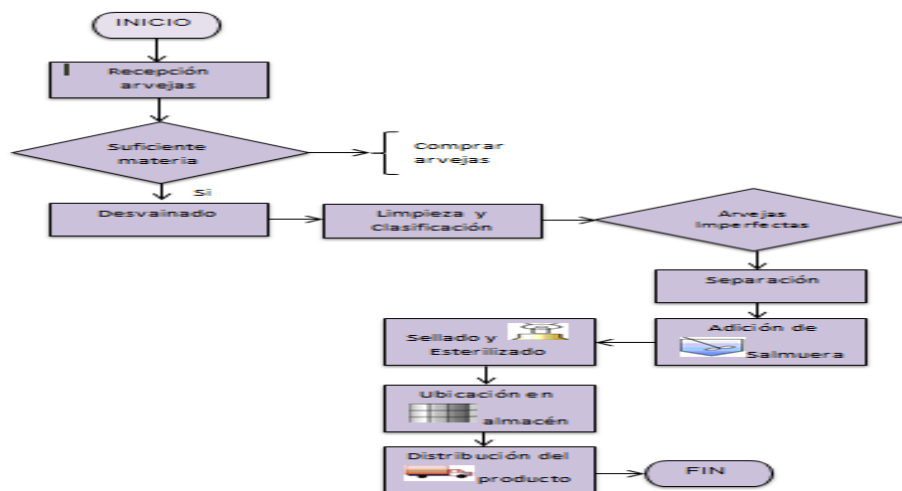 INICIO
Recepción
arvejas
Suficiente
materia
Comprar
arvejas
Si
Desvainado
Limpieza y
Clasificación
Arvejas
Imperfectas
Separación
Adición de
Salmuera
Sellado y
Esterilizado
Ubicación en
almacén
Distribución del
producto
FIN